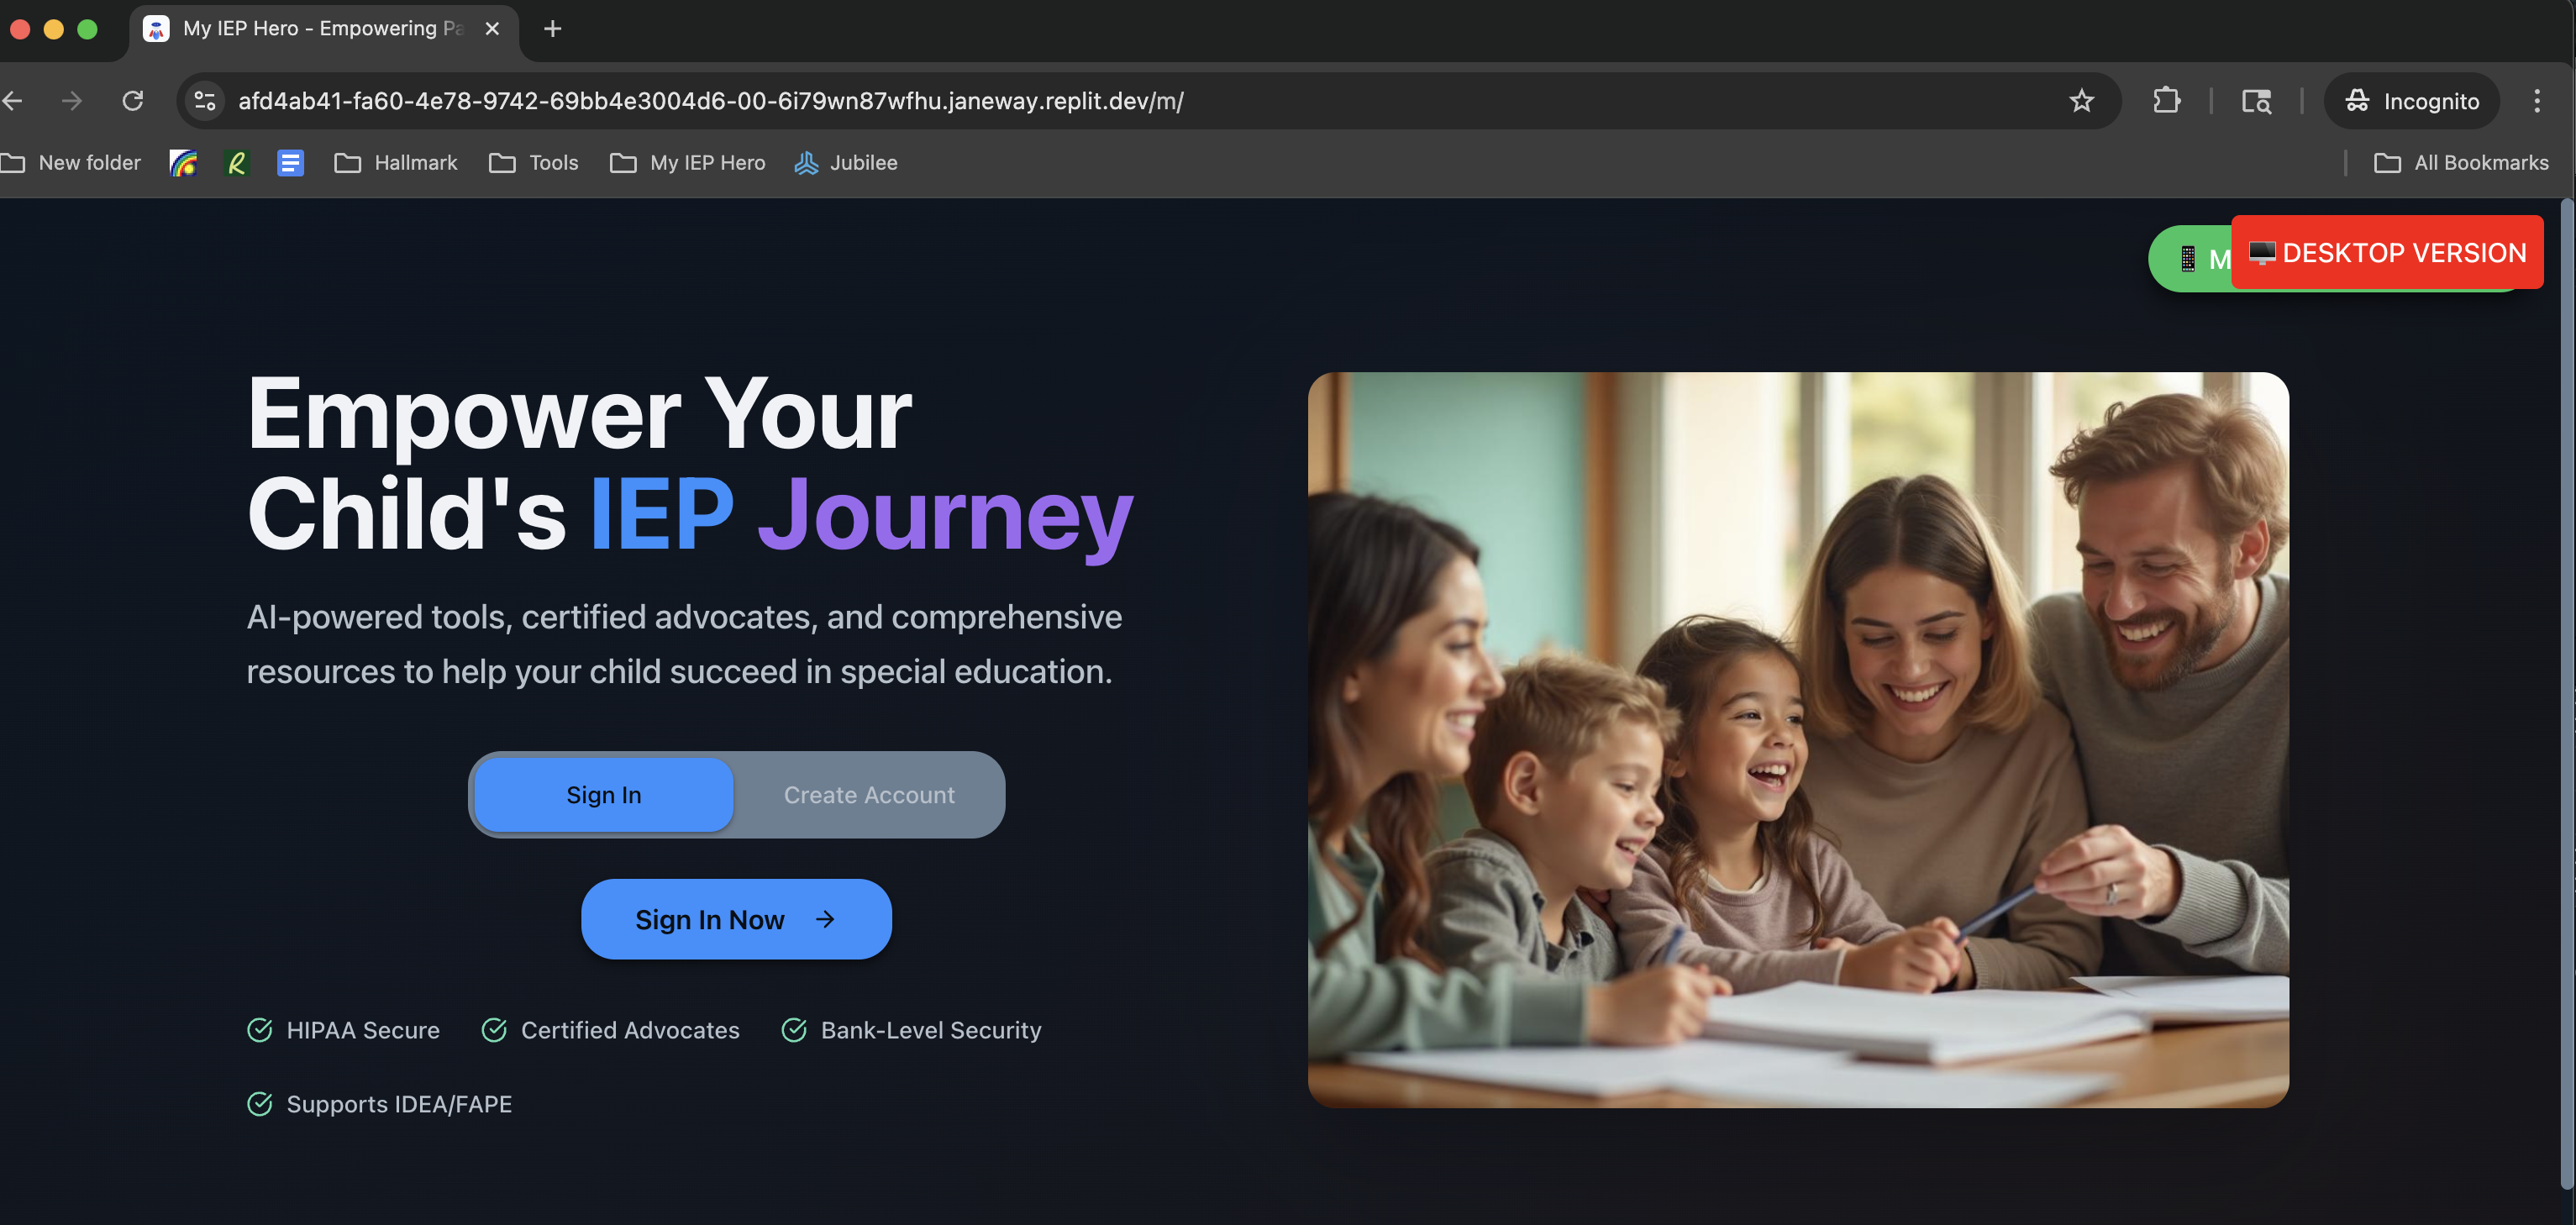 My IEP Hero - Empowering Pa
afd4ab41-fa60-4e78-9742-69bb4e3004d6-00-6i79wn87wfhu.janeway.replit.dev/m/
Incognito
New folder
Hallmark
Tools
My IEP Hero
Jubilee
All Bookmarks
M
DESKTOP VERSION
Empower Your
Child's IEP Journey
AI-powered tools, certified advocates, and comprehensive
resources to help your child succeed in special education.
Sign In
Create Account
Sign In Now →
HIPAA Secure
Certified Advocates
Bank-Level Security
Supports IDEA/FAPE